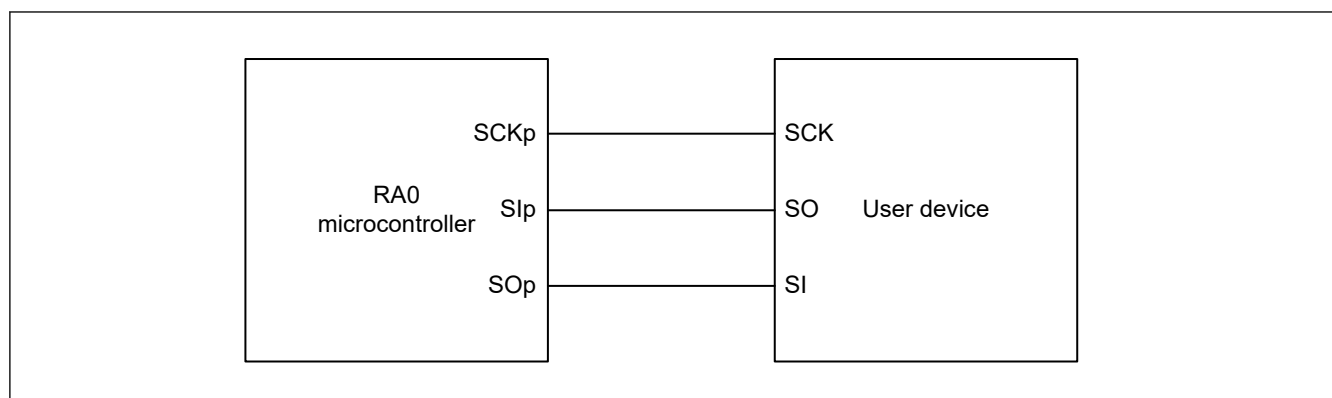 SCKp
SCK
RA0
microcontroller
SIp
SO
User device
SOp
SI